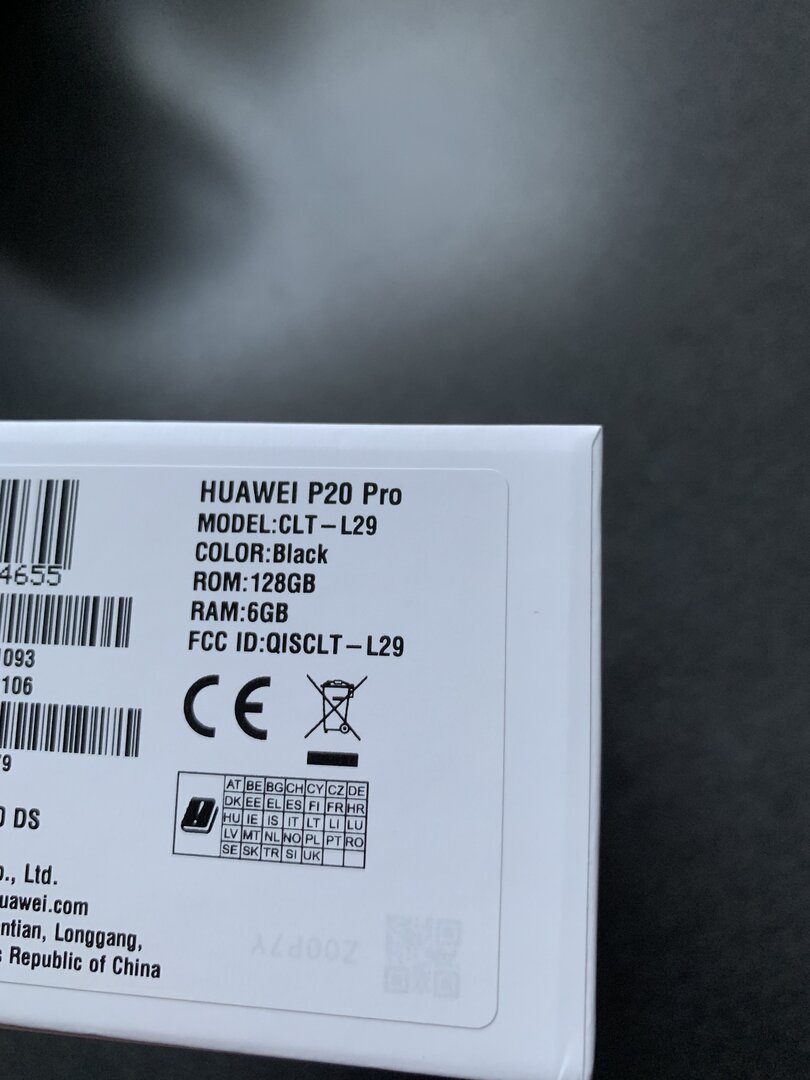 HUAWEI P20 Pro
MODEL:CLT-L29
COLOR:Black
ROM:128GB
RAM:6GB
FCC ID:QISCLT-L29
4655
093
106
9
CE
AT BE BG CH CY CZ DE
DK EE EL ES FI FR HR
HU IE IS IT LT LI LU
LV MT NL NO PL PT RO
SE SK TR SI UK
DS
Ltd.
uawei.com
ntian, Longgang,
Republic of China